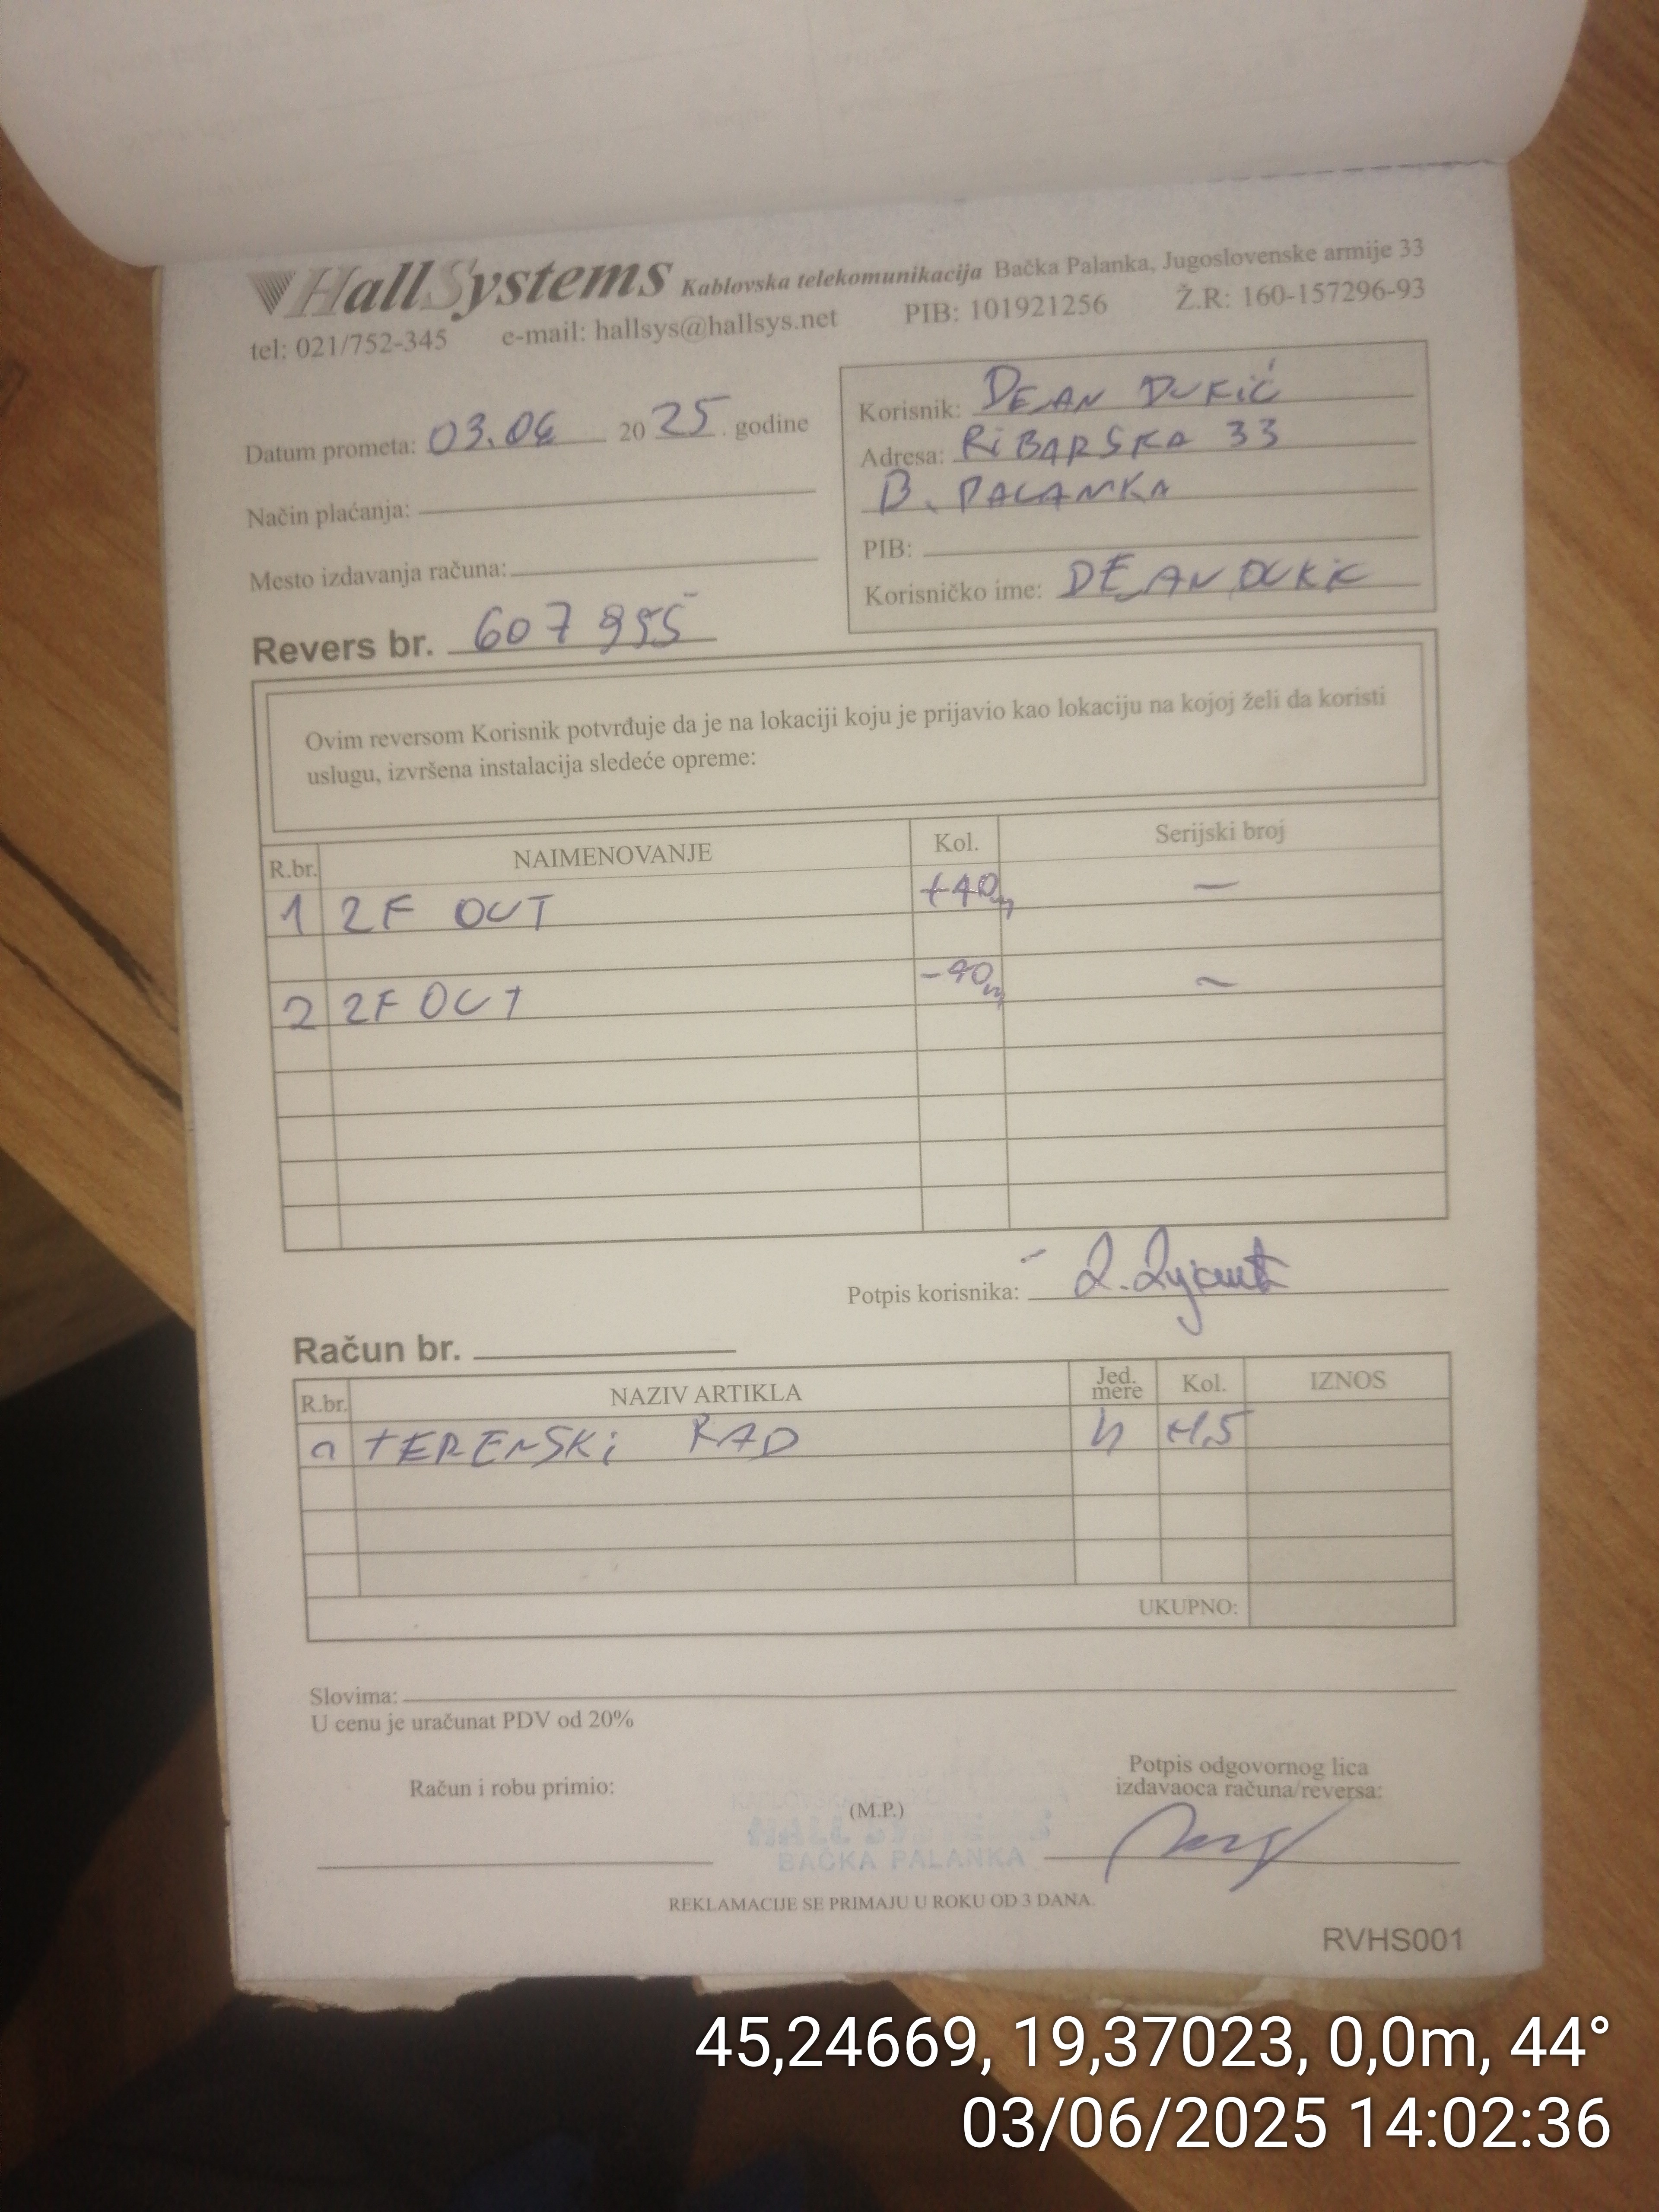 HallSystems Kablovska telekomunikacija Bačka Palanka, Jugoslovenske armije 33
tel: 021/752-345 e-mail: hallsys@hallsys.net PIB: 101921256 Ž.R: 160-157296-93
Datum prometa: 03.06 2025. godine
Način plaćanja:
Mesto izdavanja računa:
Korisnik: DEJAN DUKIĆ
Adresa: RIBARSKA 33
B. PALANKA
PIB:
Korisničko ime: DEJANDUKIC
Revers br. 607955
Ovim reversom Korisnik potvrđuje da je na lokaciji koju je prijavio kao lokaciju na kojoj želi da koristi
uslugu, izvršena instalacija sledeće opreme:
R.br. NAIMENOVANJE Kol. Serijski broj
1 2F OUT +40m —
2 2F OUT -40m ~
Potpis korisnika:
Račun br.
R.br. NAZIV ARTIKLA Jed. mere Kol. IZNOS
TERENSKI RAD h
UKUPNO:
Slovima:
U cenu je uračunat PDV od 20%
Račun i robu primio:
(M.P.)
Potpis odgovornog lica
izdavaoca računa/reversa:
BAČKA PALANKA
REKLAMACIJE SE PRIMAJU U ROKU OD 3 DANA.
RVHS001
45,24669, 19,37023, 0,0m, 44°
03/06/2025 14:02:36